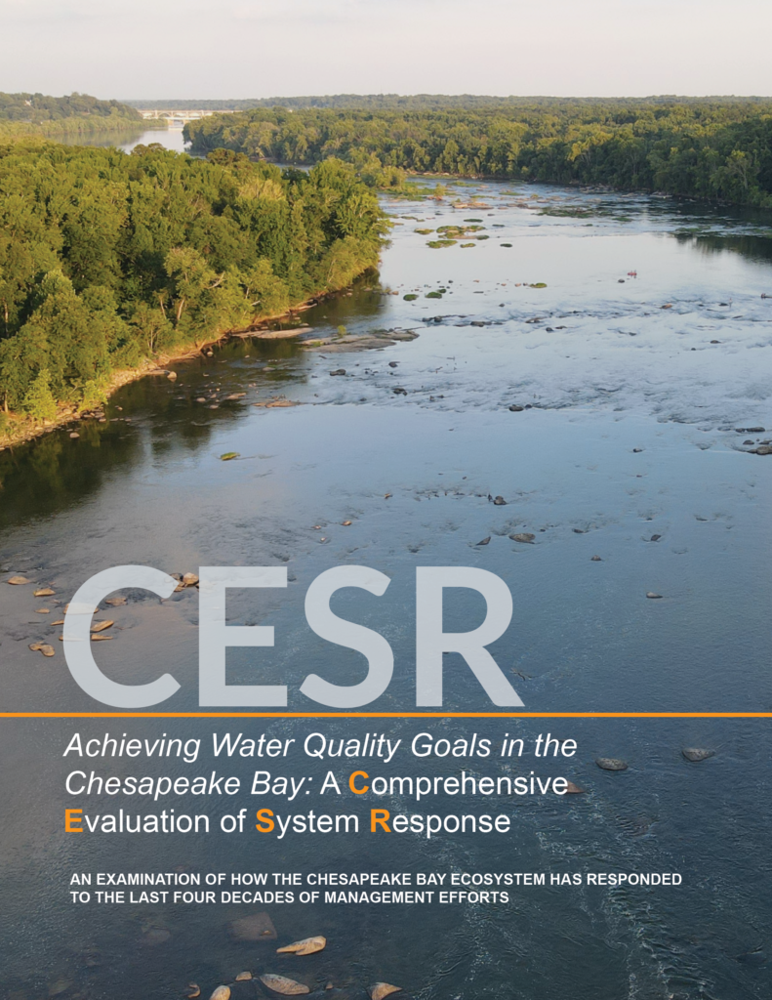 CESR
Achieving Water Quality Goals in the
Chesapeake Bay: A Comprehensive
Evaluation of System Response
AN EXAMINATION OF HOW THE CHESAPEAKE BAY ECOSYSTEM HAS RESPONDED
TO THE LAST FOUR DECADES OF MANAGEMENT EFFORTS